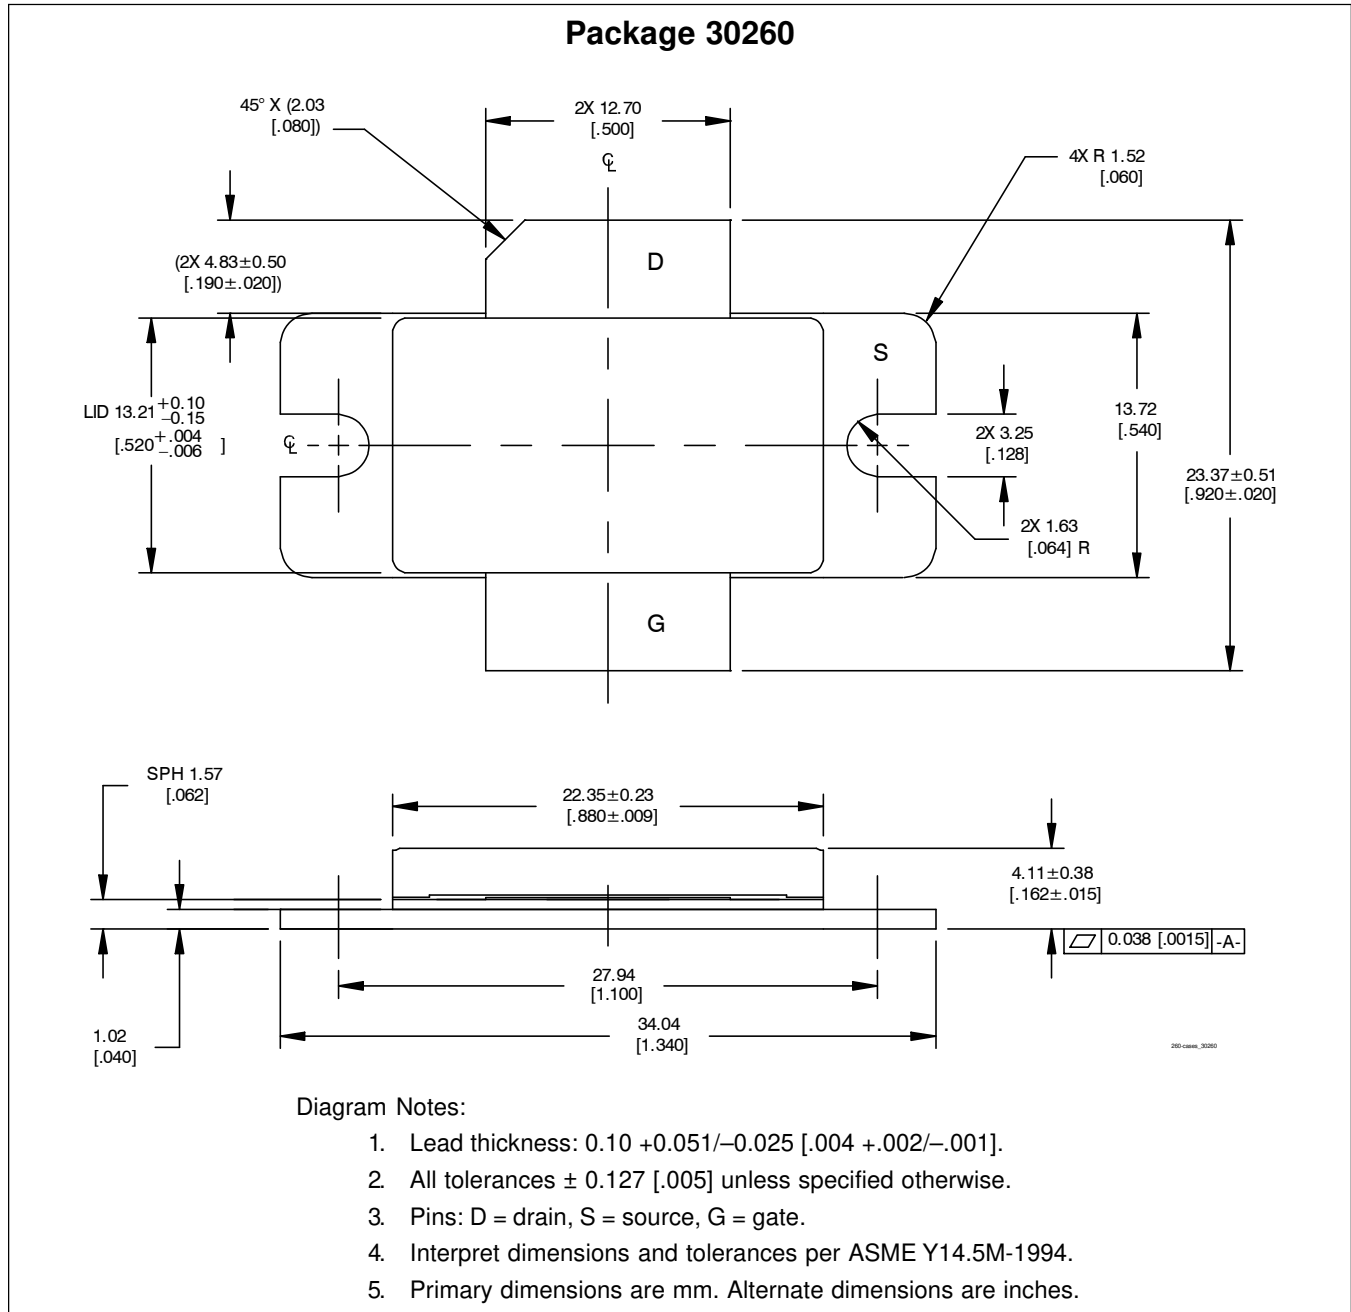 Package 30260
45° X (2.03
[.080])
2X 12.70
[.500]
℄
4X R 1.52
[.060]
(2X 4.83±0.50
[.190±.020])
D
S
LID 13.21 +0.10
–0.15
[.520 +.004
–.006 ]
℄
2X 3.25
[.128]
13.72
[.540]
23.37±0.51
[.920±.020]
2X 1.63
[.064] R
G
SPH 1.57
[.062]
22.35±0.23
[.880±.009]
4.11±0.38
[.162±.015]
⏥ 0.038 [.0015] -A-
27.94
[1.100]
1.02
[.040]
34.04
[1.340]
260-cases_30260
Diagram Notes:
1. Lead thickness: 0.10 +0.051/–0.025 [.004 +.002/–.001].
2. All tolerances ± 0.127 [.005] unless specified otherwise.
3. Pins: D = drain, S = source, G = gate.
4. Interpret dimensions and tolerances per ASME Y14.5M-1994.
5. Primary dimensions are mm. Alternate dimensions are inches.